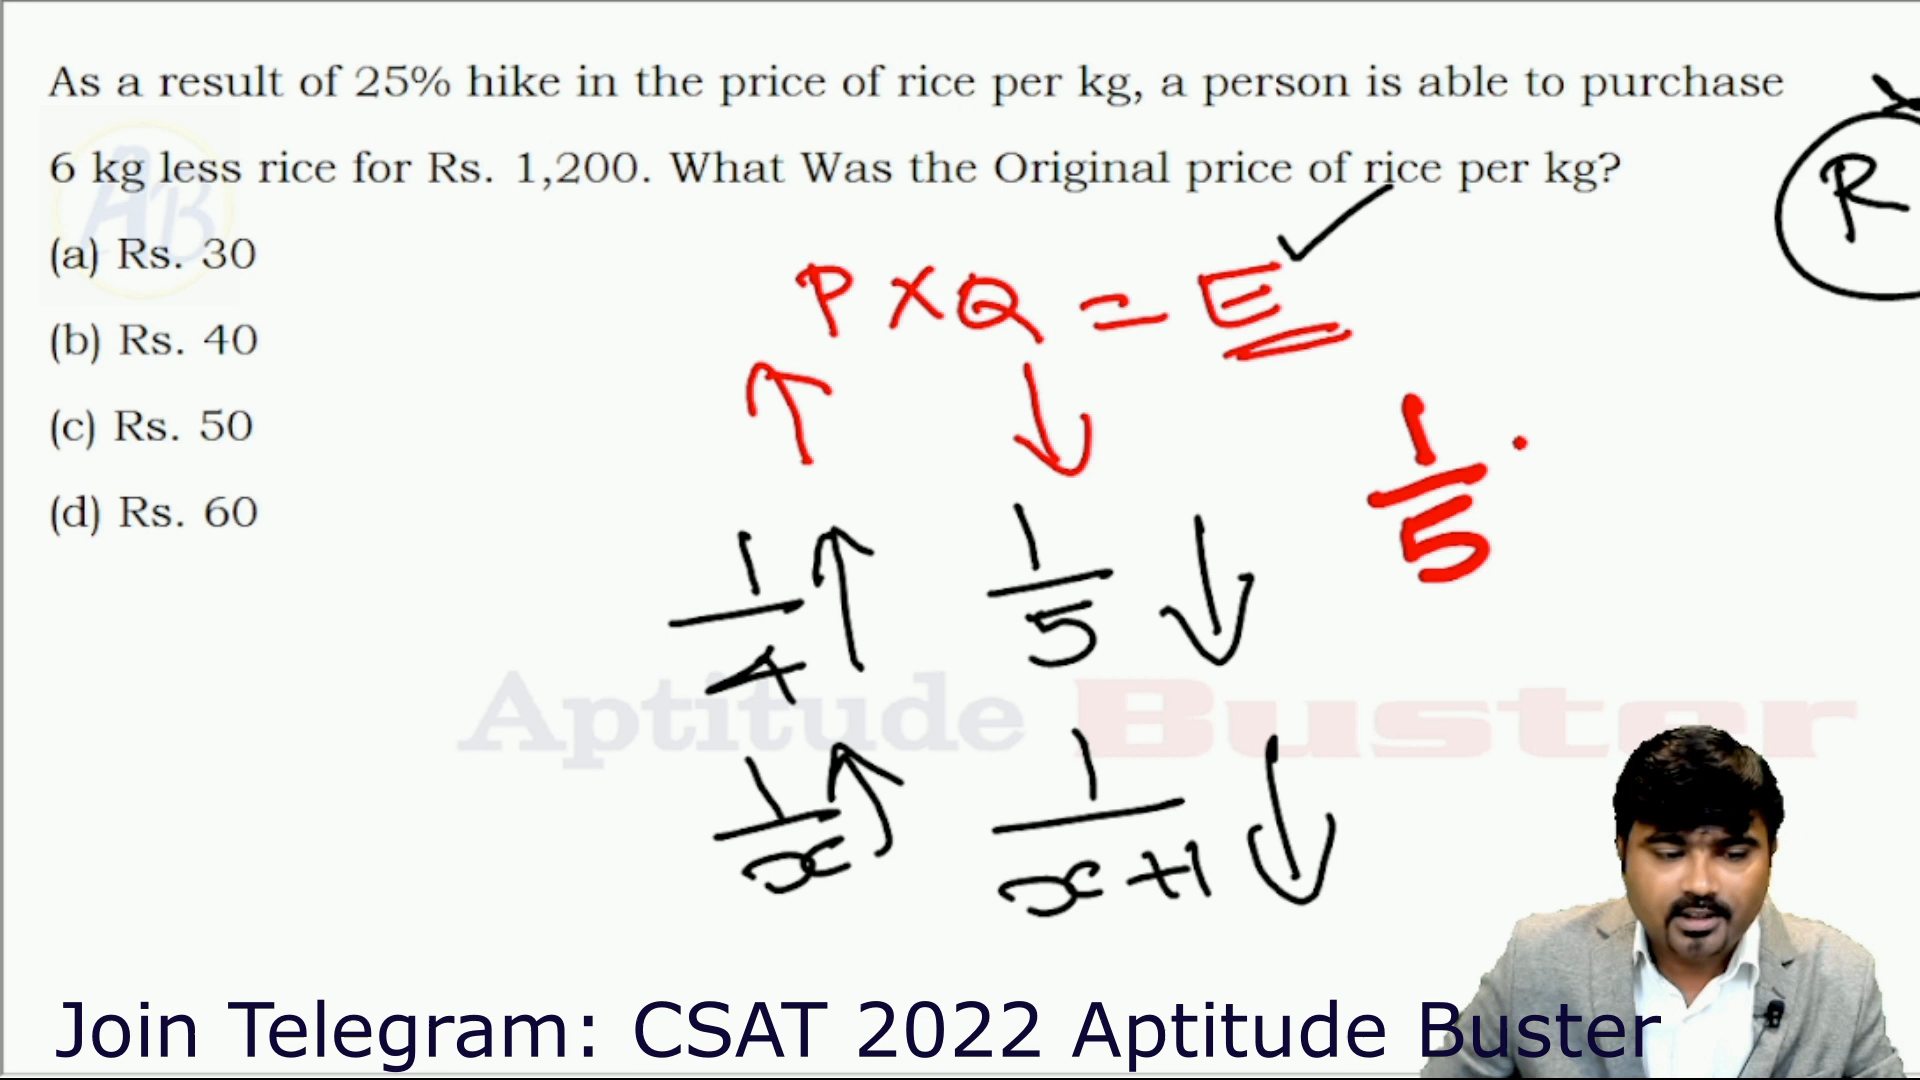 As a result of 25% hike in the price of rice per kg, a person is able to purchase
6 kg less rice for Rs. 1,200. What Was the Original price of rice per kg?
R
AB
(a) Rs. 30
P X Q = E
(b) Rs. 40
(c) Rs. 50
1/5
(d) Rs. 60
1/4 ↑ 1/5 ↓
Aptitude Buster
1/x ↑ 1/x+1 ↓
Join Telegram: CSAT 2022 Aptitude Buster